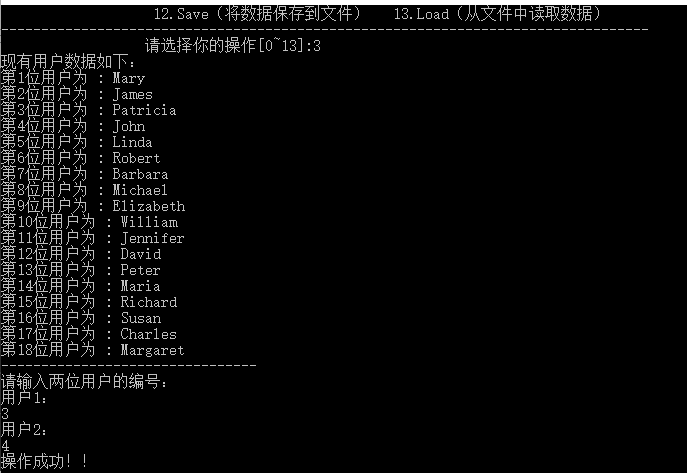 12.Save（将数据保存到文件）    13.Load（从文件中读取数据）
---------------------------------------------------------------------------------
请选择你的操作[0~13]:3
现有用户数据如下:
第1位用户为 : Mary
第2位用户为 : James
第3位用户为 : Patricia
第4位用户为 : John
第5位用户为 : Linda
第6位用户为 : Robert
第7位用户为 : Barbara
第8位用户为 : Michael
第9位用户为 : Elizabeth
第10位用户为 : William
第11位用户为 : Jennifer
第12位用户为 : David
第13位用户为 : Peter
第14位用户为 : Maria
第15位用户为 : Richard
第16位用户为 : Susan
第17位用户为 : Charles
第18位用户为 : Margaret
--------------------------------
请输入两位用户的编号:
用户1:
3
用户2:
4
操作成功！！